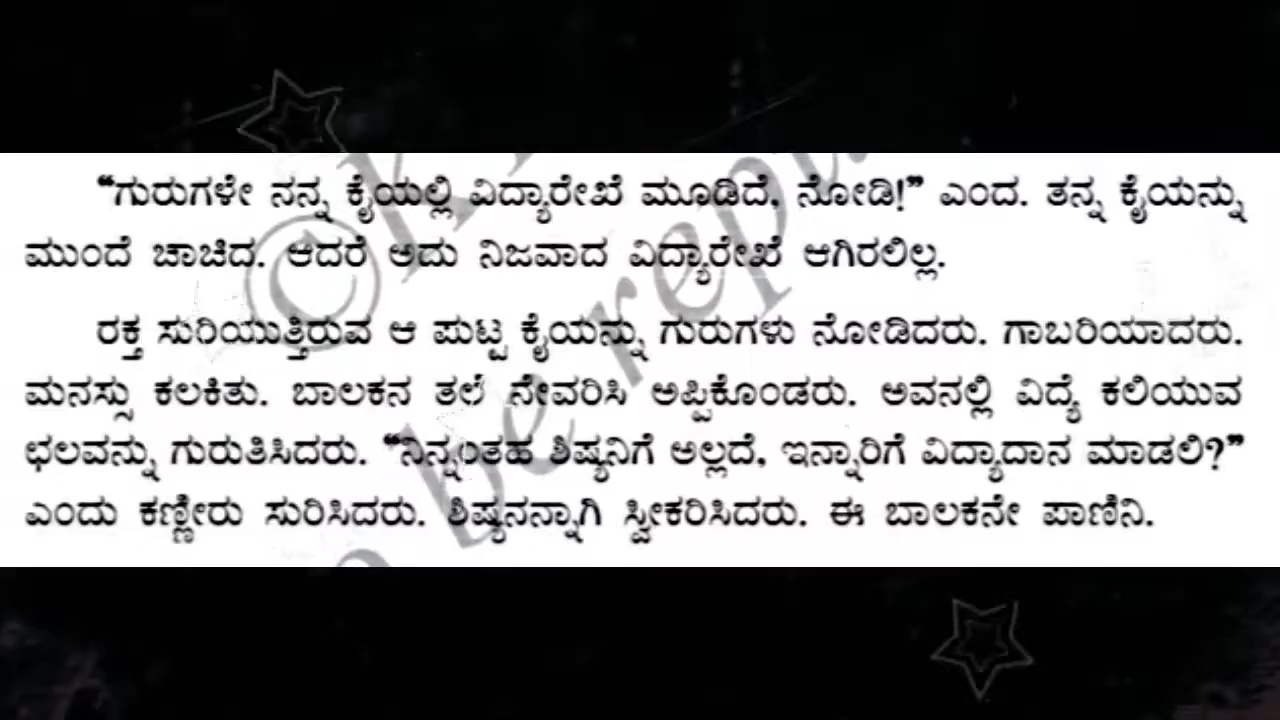 “ಗುರುಗಳೇ ನನ್ನ ಕೈಯಲ್ಲಿ ವಿದ್ಯಾರೇಖೆ ಮೂಡಿದೆ, ನೋಡಿ!” ಎಂದ. ತನ್ನ ಕೈಯನ್ನು
ಮುಂದೆ ಚಾಚಿದ. ಆದರೆ ಅದು ನಿಜವಾದ ವಿದ್ಯಾರೇಖೆ ಆಗಿರಲಿಲ್ಲ.
ರಕ್ತ ಸುರಿಯುತ್ತಿರುವ ಆ ಪುಟ್ಟ ಕೈಯನ್ನು ಗುರುಗಳು ನೋಡಿದರು. ಗಾಬರಿಯಾದರು.
ಮನಸ್ಸು ಕಲಕಿತು. ಬಾಲಕನ ತಲೆ ನೇವರಿಸಿ ಅಪ್ಪಿಕೊಂಡರು. ಅವನಲ್ಲಿ ವಿದ್ಯೆ ಕಲಿಯುವ
ಛಲವನ್ನು ಗುರುತಿಸಿದರು. “ನಿನ್ನಂತಹ ಶಿಷ್ಯನಿಗೆ ಅಲ್ಲದೆ, ಇನ್ನಾರಿಗೆ ವಿದ್ಯಾದಾನ ಮಾಡಲಿ?”
ಎಂದು ಕಣ್ಣೀರು ಸುರಿಸಿದರು. ಶಿಷ್ಯನನ್ನಾಗಿ ಸ್ವೀಕರಿಸಿದರು. ಈ ಬಾಲಕನೇ ಪಾಣಿನಿ.
© be repu